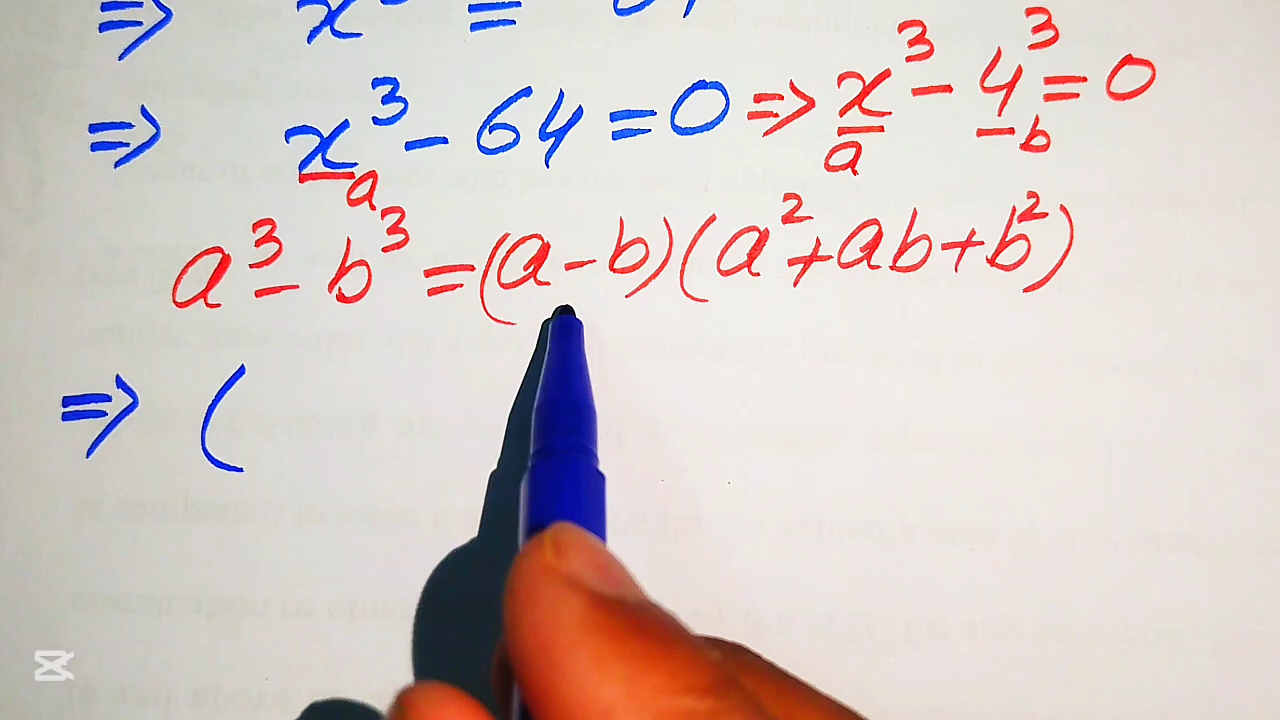 ⇒ x³ - 64 = 0 ⇒ x³ - 4³ = 0
a a b
a³ - b³ = (a - b)(a² + ab + b²)
⇒ (